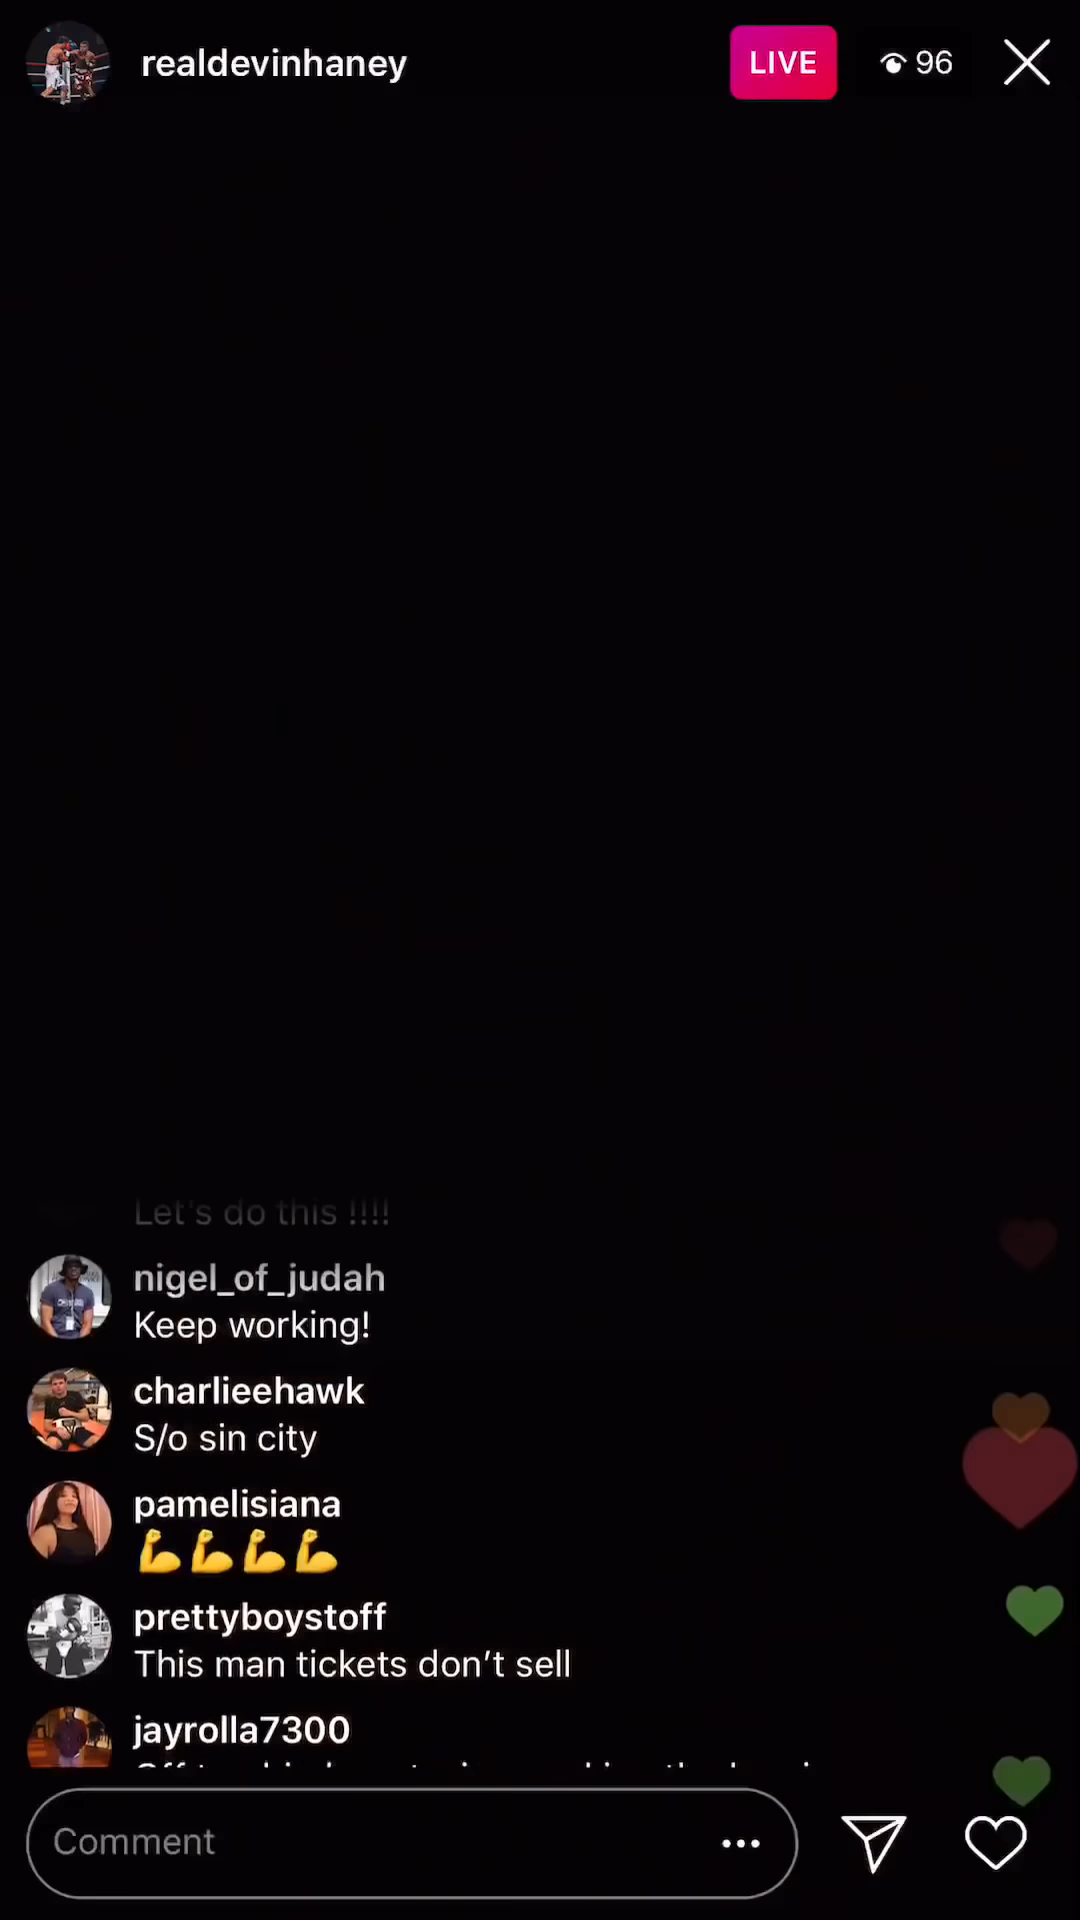 realdevinhaney
LIVE
96
Let's do this !!!!
nigel_of_judah
Keep working!
charlieehawk
S/o sin city
pamelisiana
💪💪💪💪
prettyboystoff
This man tickets don't sell
jayrolla7300
Comment